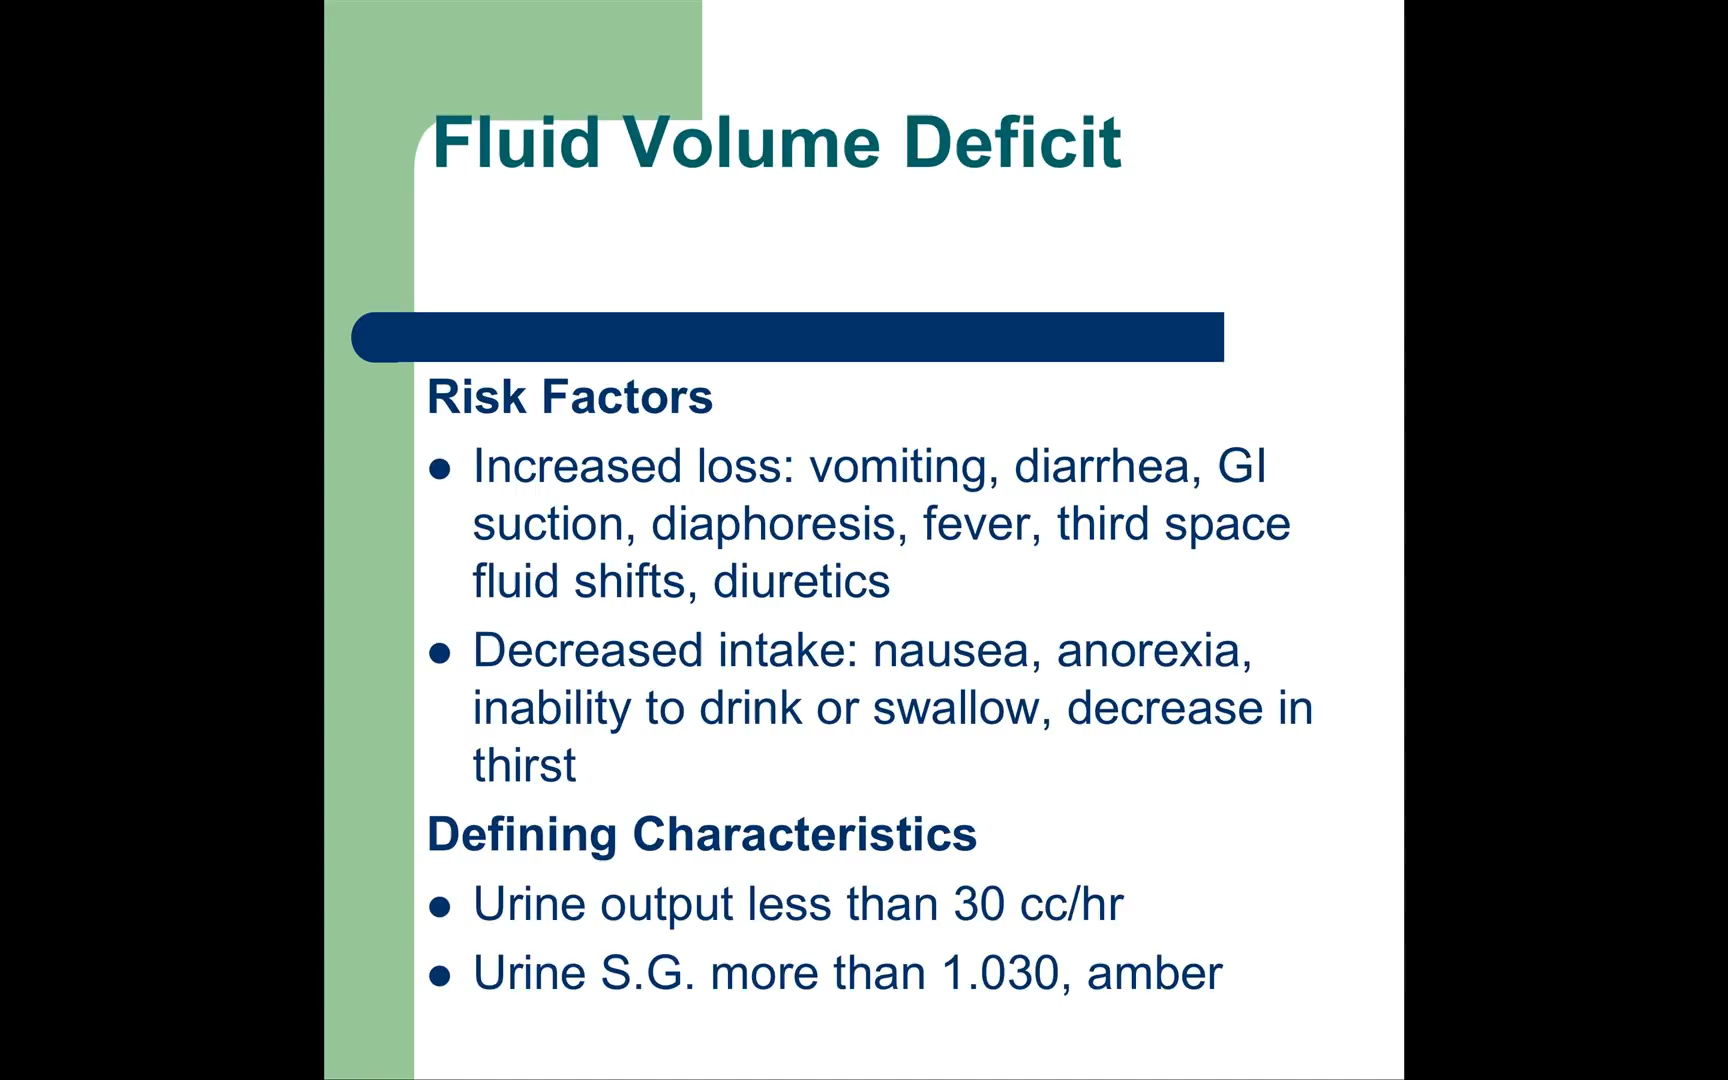 Fluid Volume Deficit
Risk Factors
● Increased loss: vomiting, diarrhea, GI
suction, diaphoresis, fever, third space
fluid shifts, diuretics
● Decreased intake: nausea, anorexia,
inability to drink or swallow, decrease in
thirst
Defining Characteristics
● Urine output less than 30 cc/hr
● Urine S.G. more than 1.030, amber